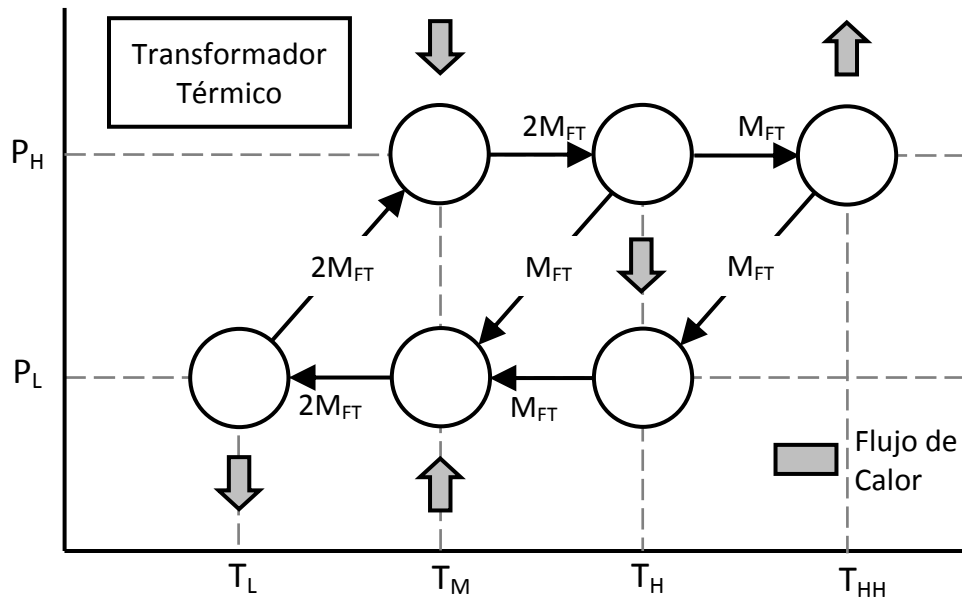 Transformador
Térmico
P_H
2M_FT
M_FT
2M_FT
M_FT
M_FT
P_L
2M_FT
M_FT
Flujo de
Calor
T_L
T_M
T_H
T_HH